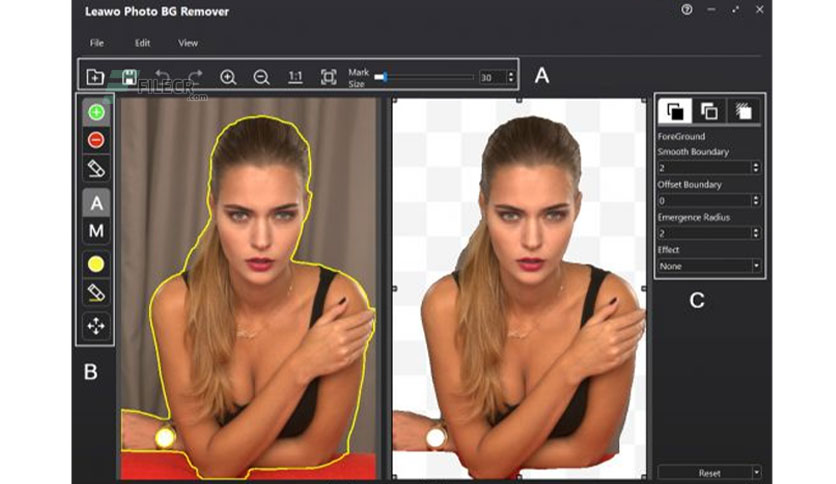 Leawo Photo BG Remover
File Edit View
Mark
Size
30
A
1:1
FILECR
.com
A
M
B
ForeGround
Smooth Boundary
2
Offset Boundary
0
Emergence Radius
2
Effect
None
C
Reset